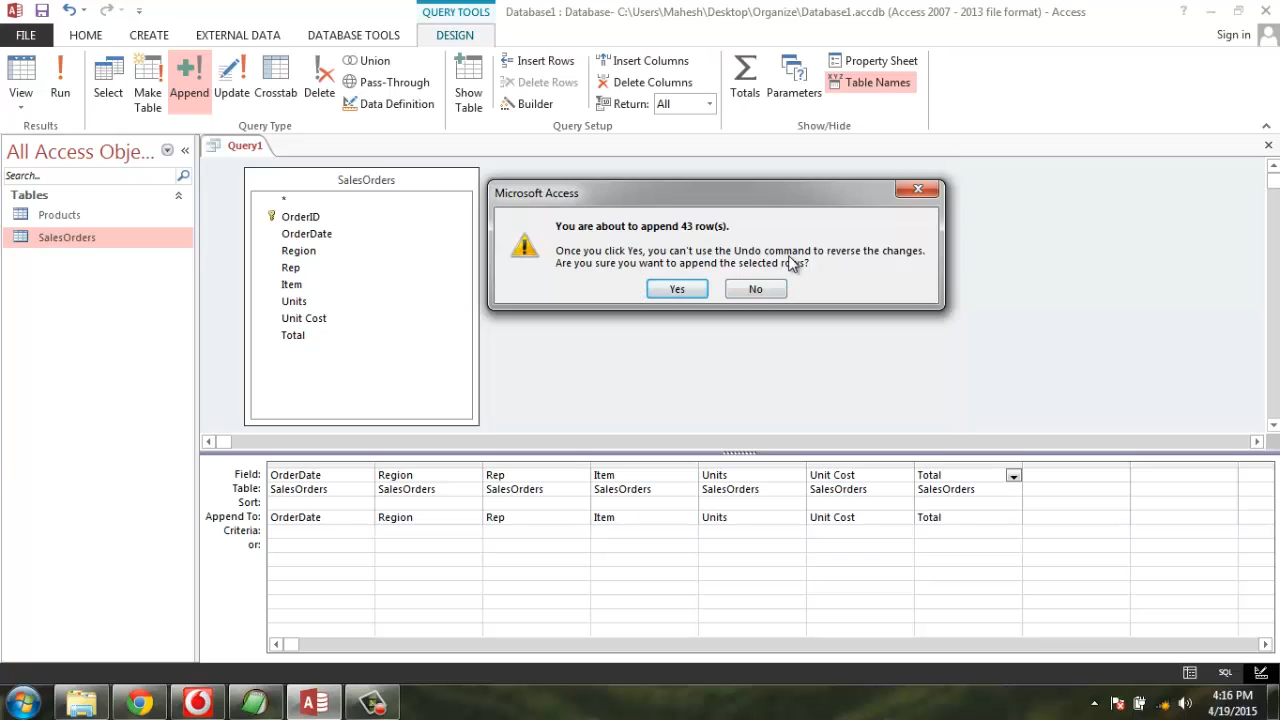 QUERY TOOLS
Database1 : Database- C:\Users\Mahesh\Desktop\Organize\Database1.accdb (Access 2007 - 2013 file format) - Access
FILE HOME CREATE EXTERNAL DATA DATABASE TOOLS DESIGN Sign in
View Run
Results
Select Make Table Append Update Crosstab Delete
Union
Pass-Through
Data Definition
Query Type
Show Table
Insert Rows
Delete Rows
Builder
Insert Columns
Delete Columns
Return: All
Query Setup
Totals Parameters
Property Sheet
XYZ Table Names
Show/Hide
All Access Obje...
Search...
Tables
Products
SalesOrders
Query1
SalesOrders
*
OrderID
OrderDate
Region
Rep
Item
Units
Unit Cost
Total
Microsoft Access
You are about to append 43 row(s).
Once you click Yes, you can't use the Undo command to reverse the changes.
Are you sure you want to append the selected rows?
Yes No
Field: OrderDate Region Rep Item Units Unit Cost Total
Table: SalesOrders SalesOrders SalesOrders SalesOrders SalesOrders SalesOrders SalesOrders
Sort:
Append To: OrderDate Region Rep Item Units Unit Cost Total
Criteria:
or:
SQL
4:16 PM
4/19/2015